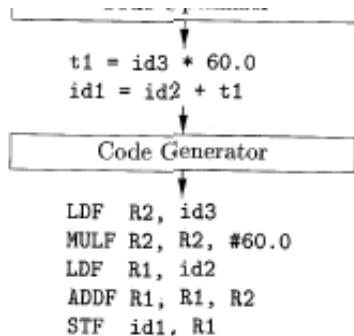 t1 = id3 * 60.0
id1 = id2 + t1
Code Generator
LDF R2, id3
MULF R2, R2, #60.0
LDF R1, id2
ADDF R1, R1, R2
STF id1, R1